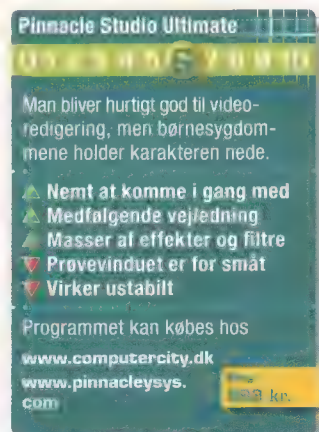 Pinnacle Studio Ultimate
5
Man bliver hurtigt god til video-
redigering, men børnesygdom-
mene holder karakteren nede.
Nemt at komme i gang med
Medfølgende vejledning
Masser af effekter og filtre
Prøvevinduet er for småt
Virker ustabilt
Programmet kan købes hos
www.computercity.dk
www.pinnacleysys.
com
kr.